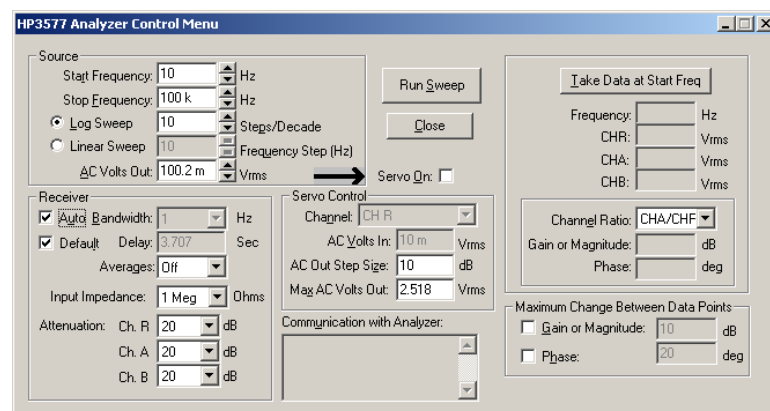 HP3577 Analyzer Control Menu
Source
Start Frequency: 10 Hz
Stop Frequency: 100 k Hz
Log Sweep 10 Steps/Decade
Linear Sweep 10 Frequency Step (Hz)
AC Volts Out: 100.2 m Vrms
Run Sweep
Close
Servo On:
Receiver
Auto Bandwidth: 1 Hz
Default Delay: 3.707 Sec
Averages: Off
Input Impedance: 1 Meg Ohms
Attenuation: Ch. R 20 dB
Ch. A 20 dB
Ch. B 20 dB
Servo Control
Channel: CH R
AC Volts In: 10 m Vrms
AC Out Step Size: 10 dB
Max AC Volts Out: 2.518 Vrms
Communication with Analyzer:
Take Data at Start Freq
Frequency: Hz
CHR: Vrms
CHA: Vrms
CHB: Vrms
Channel Ratio: CHA/CHF
Gain or Magnitude: dB
Phase: deg
Maximum Change Between Data Points
Gain or Magnitude: 10 dB
Phase: 20 deg